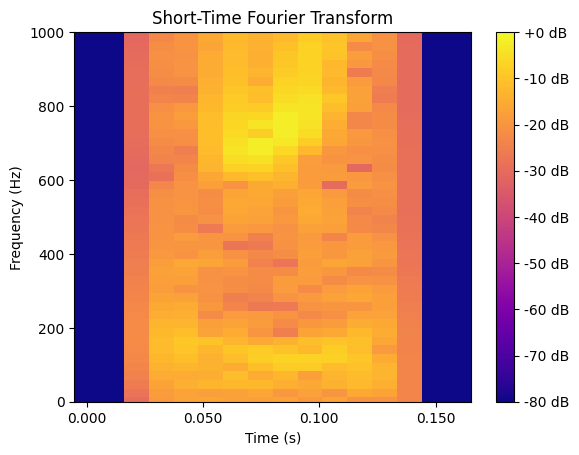 Short-Time Fourier Transform
1000
800
600
400
200
0
Frequency (Hz)
0.000
0.050
0.100
0.150
Time (s)
+0 dB
-10 dB
-20 dB
-30 dB
-40 dB
-50 dB
-60 dB
-70 dB
-80 dB